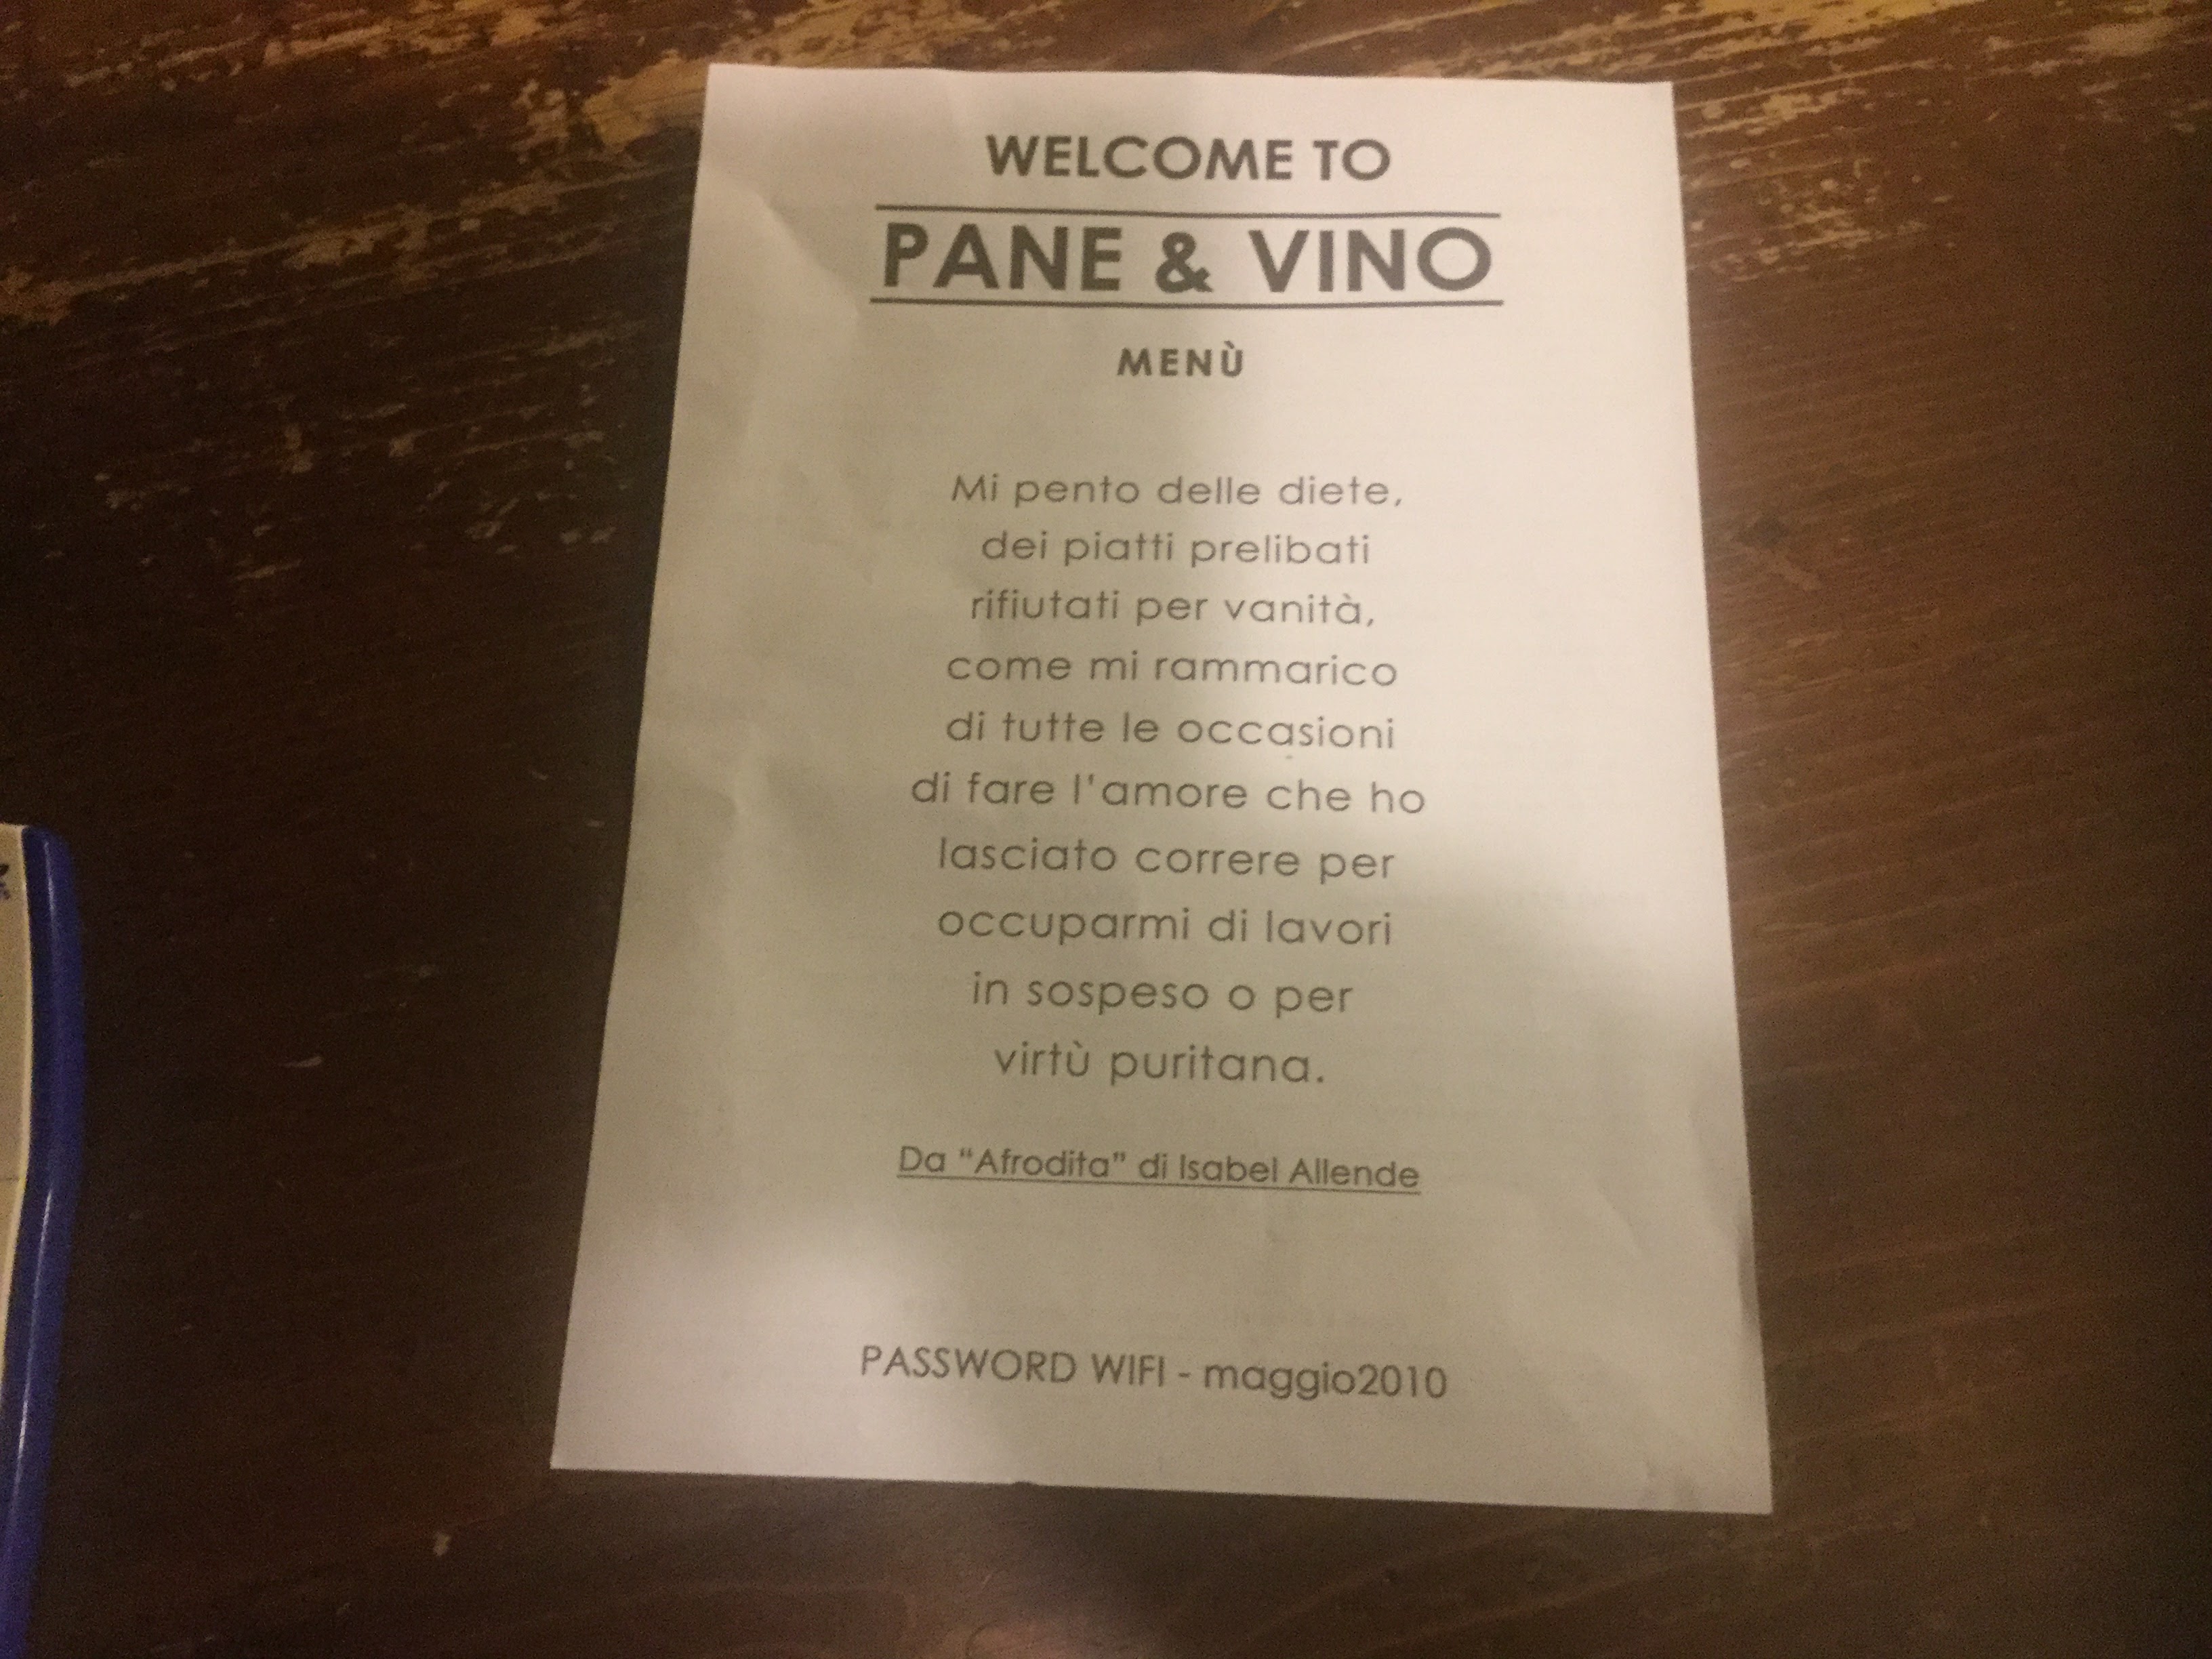 WELCOME TO
PANE & VINO
MENÙ
Mi pento delle diete,
dei piatti prelibati
rifiutati per vanità,
come mi rammarico
di tutte le occasioni
di fare l'amore che ho
lasciato correre per
occuparmi di lavori
in sospeso o per
virtù puritana.
Da “Afrodita” di Isabel Allende
PASSWORD WIFI - maggio2010